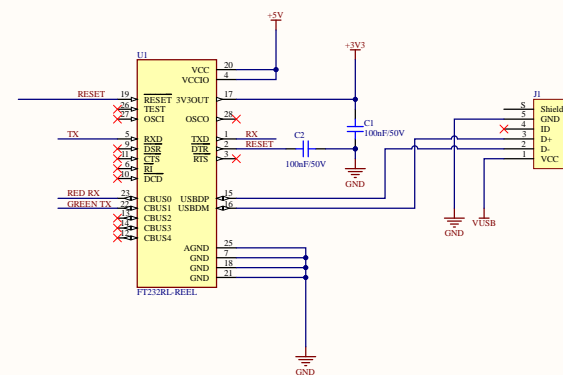 +5V
+3V3
U1
J1
VCC 20
VCCIO 4
RESET 19 RESET 3V3OUT 17
26 TEST
27 OSCI OSCO 28
TX 5 RXD TXD 1 RX
9 DSR DTR 2 RESET
11 CTS RTS 3
6 RI
10 DCD
C2
100nF/50V
C1
100nF/50V
GND
RED RX 23 CBUS0 USBDP 15
GREEN TX 22 CBUS1 USBDM 16
13 CBUS2
14 CBUS3
12 CBUS4
AGND 25
GND 7
GND 18
GND 21
FT232RL-REEL
GND
S Shield
5 GND
4 ID
3 D+
2 D-
1 VCC
GND
VUSB